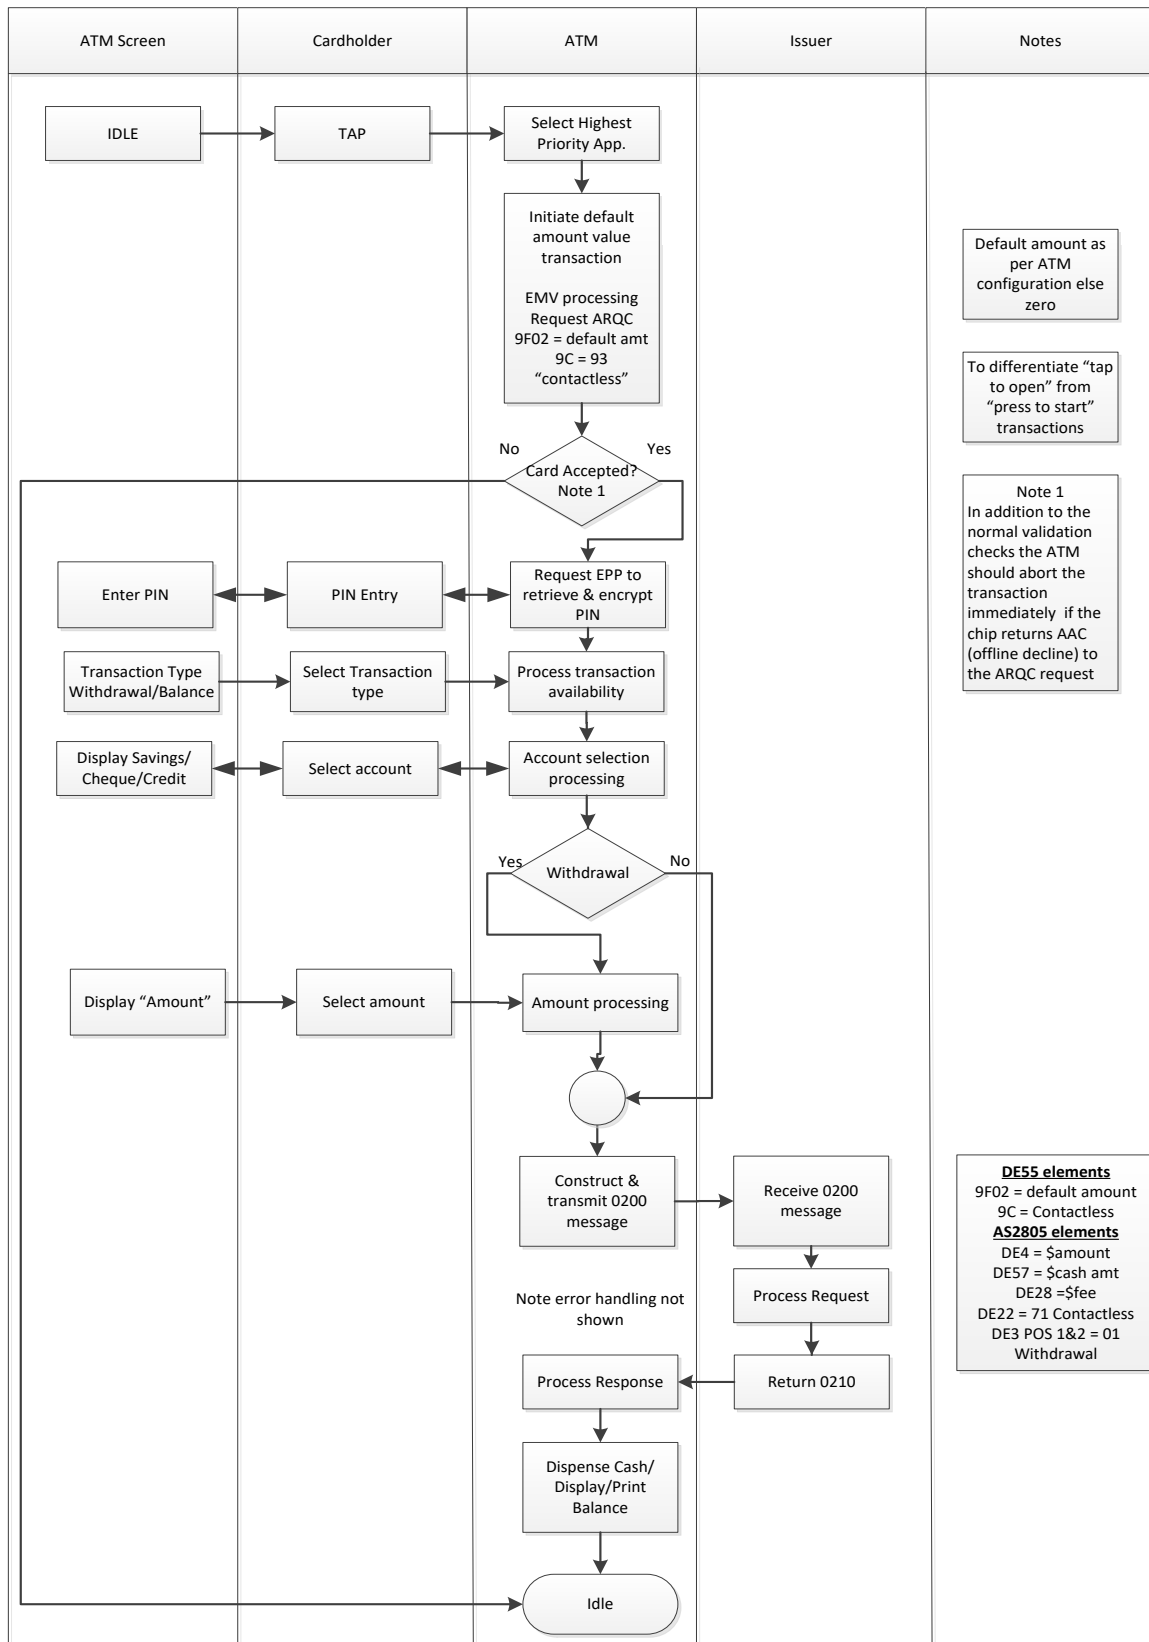 ATM Screen
Cardholder
ATM
Issuer
Notes
IDLE
TAP
Select Highest
Priority App.
Initiate default
amount value
transaction
EMV processing
Request ARQC
9F02 = default amt
9C = 93
“contactless”
Default amount as
per ATM
configuration else
zero
To differentiate “tap
to open” from
“press to start”
transactions
No
Yes
Card Accepted?
Note 1
Note 1
In addition to the
normal validation
checks the ATM
should abort the
transaction
immediately if the
chip returns AAC
(offline decline) to
the ARQC request
Enter PIN
PIN Entry
Request EPP to
retrieve & encrypt
PIN
Transaction Type
Withdrawal/Balance
Select Transaction
type
Process transaction
availability
Display Savings/
Cheque/Credit
Select account
Account selection
processing
Yes
No
Withdrawal
Display “Amount”
Select amount
Amount processing
Construct &
transmit 0200
message
Receive 0200
message
DE55 elements
9F02 = default amount
9C = Contactless
AS2805 elements
DE4 = $amount
DE57 = $cash amt
DE28 =$fee
DE22 = 71 Contactless
DE3 POS 1&2 = 01
Withdrawal
Process Request
Note error handling not
shown
Process Response
Return 0210
Dispense Cash/
Display/Print
Balance
Idle